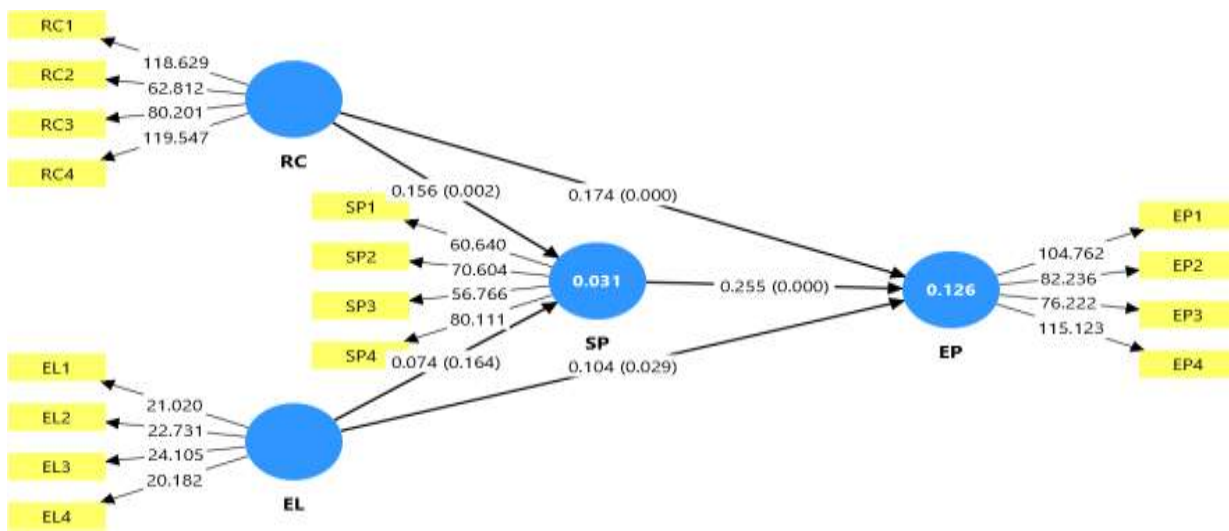 RC1
118.629
RC2
62.812
RC3
80.201
119.547
RC4
RC
0.156 (0.002)
0.174 (0.000)
SP1
60.640
SP2
70.604
SP3
56.766
80.111
SP4
0.031
SP
0.255 (0.000)
0.074 (0.164)
0.104 (0.029)
EP1
104.762
EP2
82.236
76.222
EP3
115.123
EP4
0.126
EP
EL1
21.020
EL2
22.731
24.105
EL3
20.182
EL4
EL